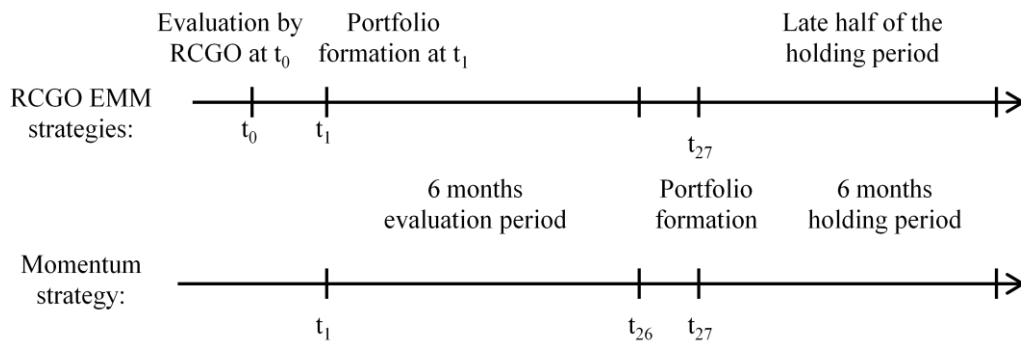 Evaluation by
RCGO at t0
Portfolio
formation at t1
Late half of the
holding period
RCGO EMM
strategies:
t0
t1
t27
6 months
evaluation period
Portfolio
formation
6 months
holding period
Momentum
strategy:
t1
t26
t27